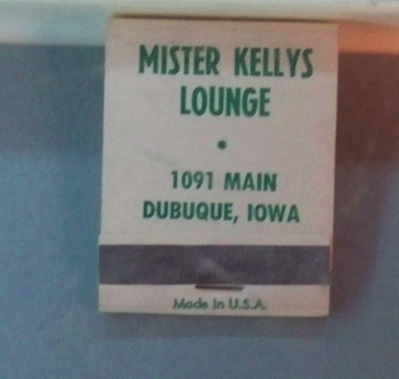 MISTER KELLYS
LOUNGE
•
1091 MAIN
DUBUQUE, IOWA
Made in U.S.A.